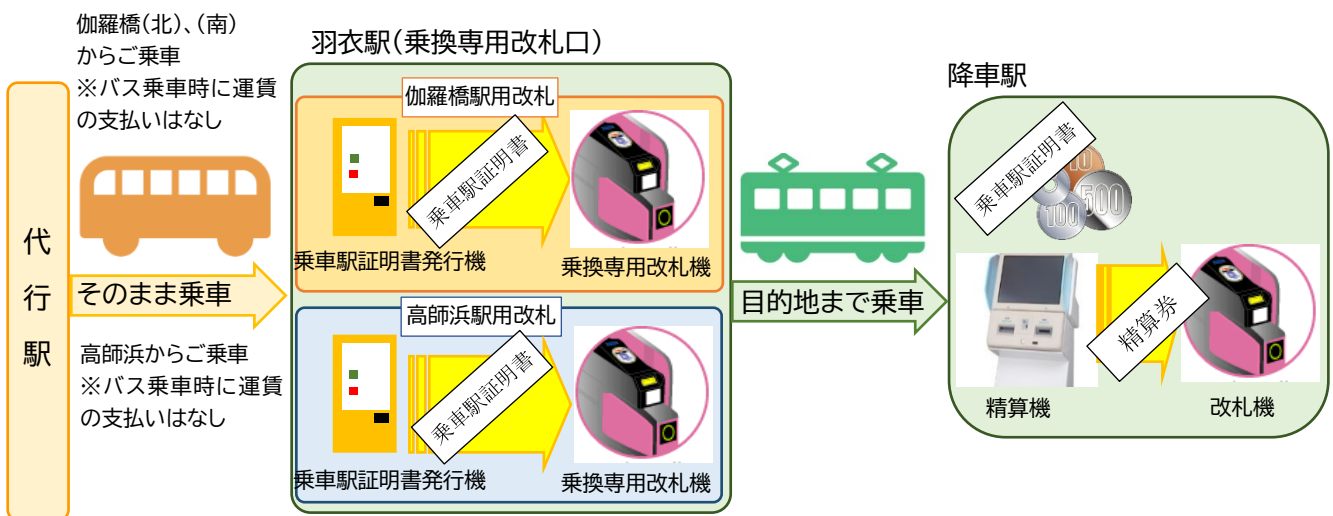 代行駅
伽羅橋(北)、(南)
からご乗車
※バス乗車時に運賃
の支払いはなし
そのまま乗車
高師浜からご乗車
※バス乗車時に運賃
の支払いはなし
羽衣駅(乗換専用改札口)
伽羅橋駅用改札
乗車駅証明書
乗車駅証明書発行機
乗換専用改札機
高師浜駅用改札
乗車駅証明書
乗車駅証明書発行機
乗換専用改札機
目的地まで乗車
降車駅
乗車駅証明書
10
100
500
精算券
精算機
改札機